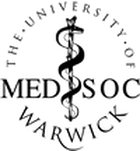 THE · UNIVERSITY · OF
MED SOC
WARWICK